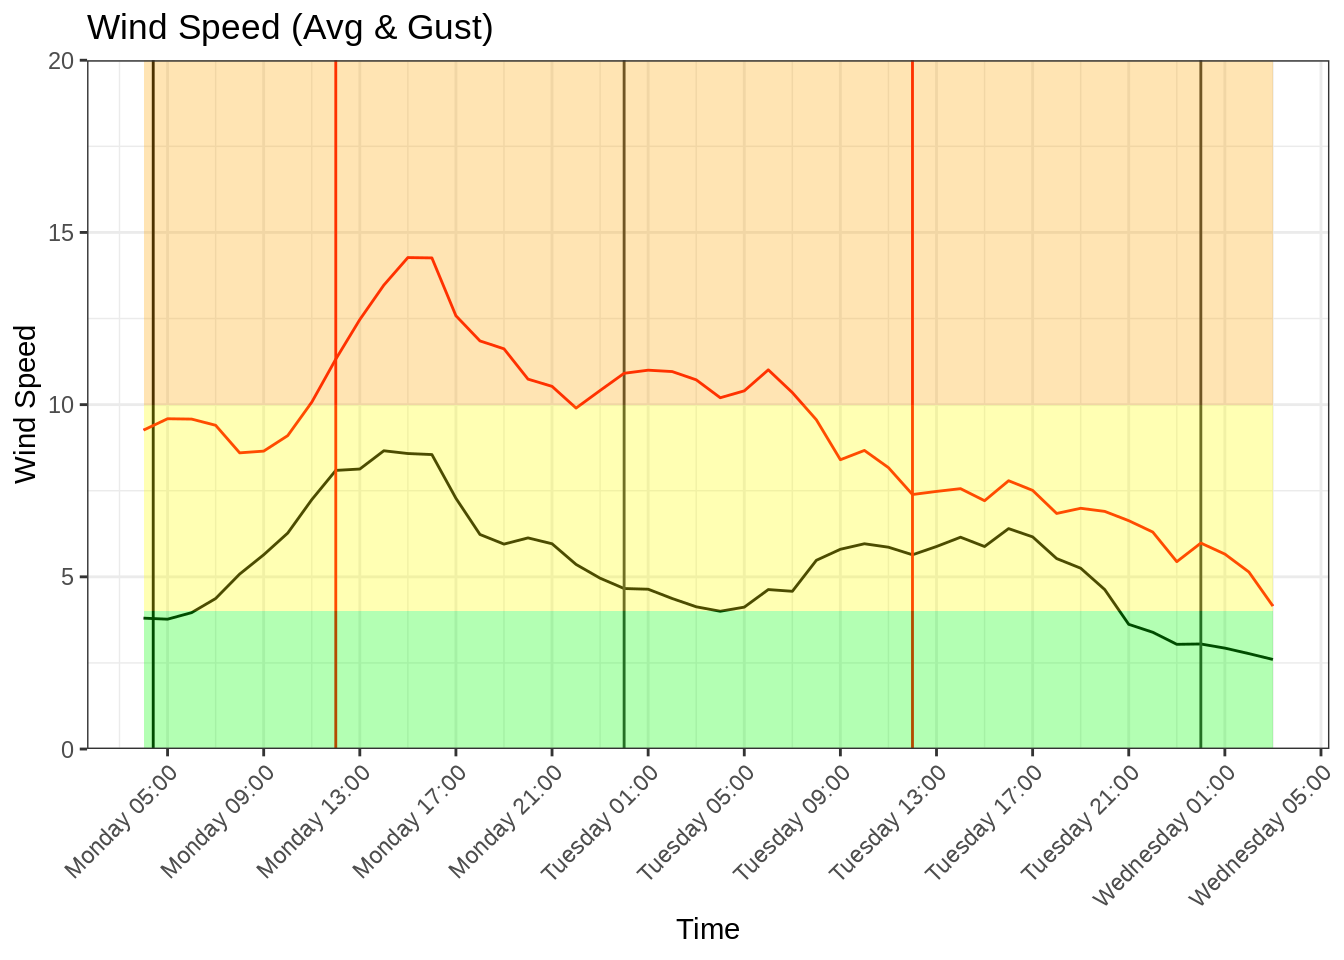 Wind Speed (Avg & Gust)
20
15
10
5
0
Wind Speed
Monday 05:00
Monday 09:00
Monday 13:00
Monday 17:00
Monday 21:00
Tuesday 01:00
Tuesday 05:00
Tuesday 09:00
Tuesday 13:00
Tuesday 17:00
Tuesday 21:00
Wednesday 01:00
Wednesday 05:00
Time